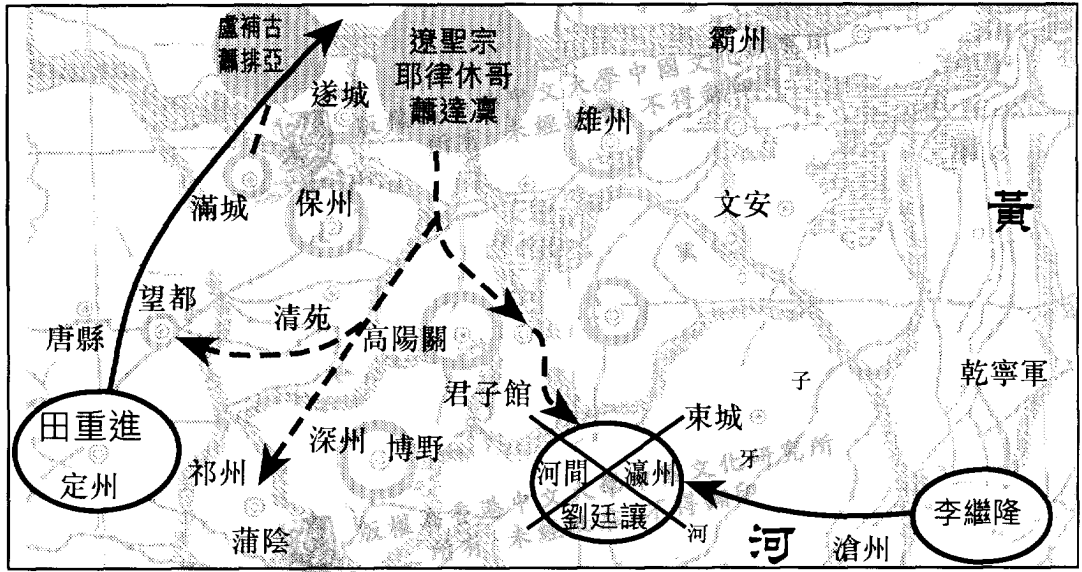 盧補古
蕭排亞
遼聖宗
耶律休哥
蕭達凜
霸州
遂城
雄州
滿城
保州
文安
黃
望都
唐縣
清苑
高陽關
乾寧軍
子
君子館
田重進
定州
深州
博野
祁州
束城
牙
河間
瀛州
劉廷讓
河
李繼隆
蒲陰
河
滄州